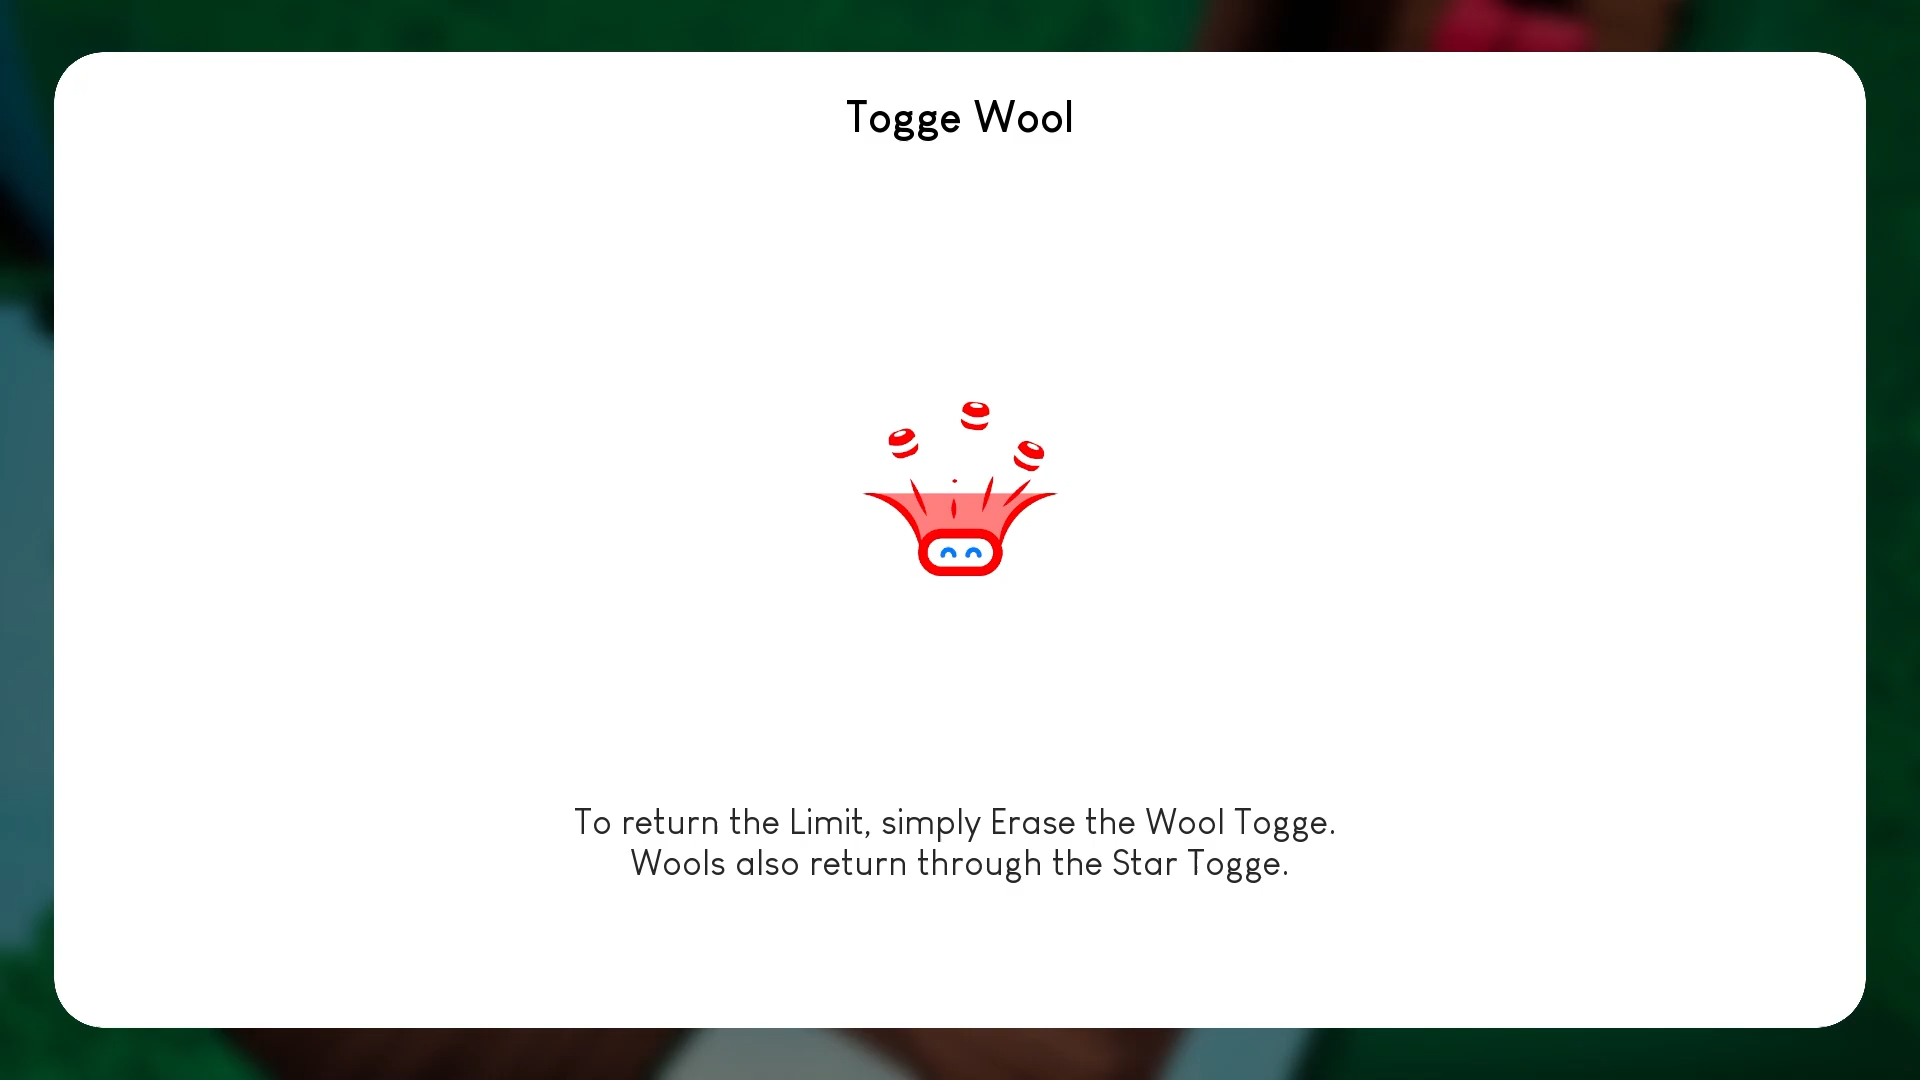 Togge Wool
To return the Limit, simply Erase the Wool Togge.
Wools also return through the Star Togge.